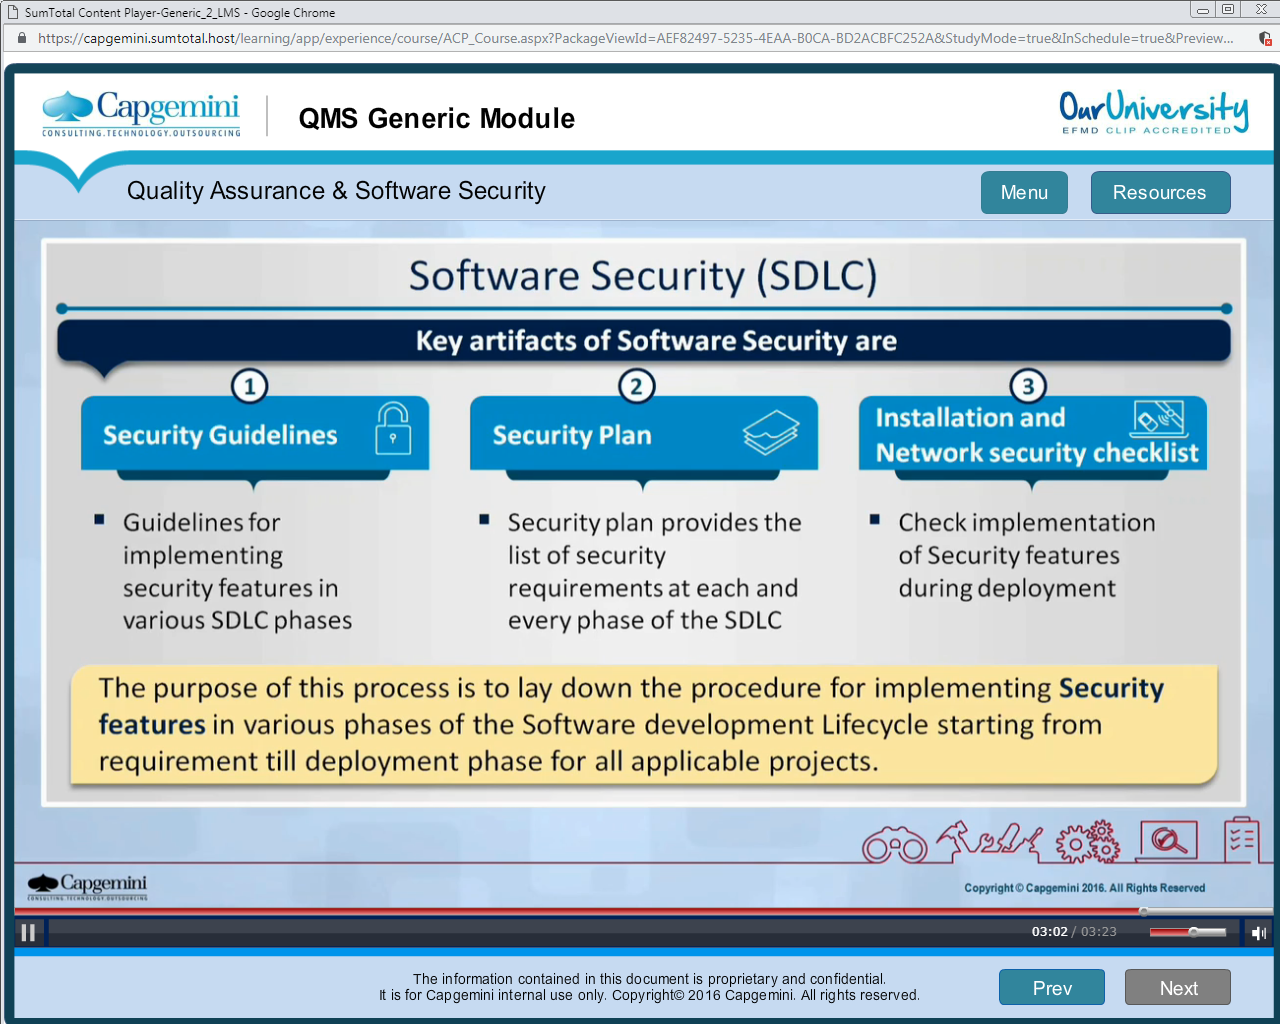 SumTotal Content Player-Generic_2_LMS - Google Chrome
https://capgemini.sumtotal.host/learning/app/experience/course/ACP_Course.aspx?PackageViewId=AEF82497-5235-4EAA-B0CA-BD2ACBFC252A&StudyMode=true&InSchedule=true&Preview...
Capgemini
CONSULTING.TECHNOLOGY.OUTSOURCING
QMS Generic Module
OurUniversity
EFMD CLIP ACCREDITED
Quality Assurance & Software Security
Menu
Resources
Software Security (SDLC)
Key artifacts of Software Security are
1
Security Guidelines
▪ Guidelines for
implementing
security features in
various SDLC phases
2
Security Plan
▪ Security plan provides the
list of security
requirements at each and
every phase of the SDLC
3
Installation and
Network security checklist
▪ Check implementation
of Security features
during deployment
The purpose of this process is to lay down the procedure for implementing Security
features in various phases of the Software development Lifecycle starting from
requirement till deployment phase for all applicable projects.
Capgemini
CONSULTING.TECHNOLOGY.OUTSOURCING
Copyright © Capgemini 2016. All Rights Reserved
03:02 / 03:23
The information contained in this document is proprietary and confidential.
It is for Capgemini internal use only. Copyright© 2016 Capgemini. All rights reserved.
Prev
Next